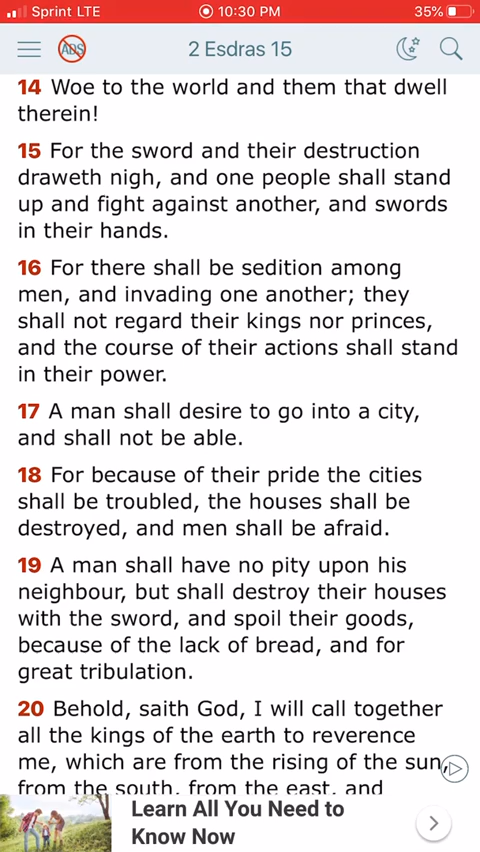 Sprint LTE 10:30 PM 35%
ADS 2 Esdras 15
14 Woe to the world and them that dwell
therein!
15 For the sword and their destruction
draweth nigh, and one people shall stand
up and fight against another, and swords
in their hands.
16 For there shall be sedition among
men, and invading one another; they
shall not regard their kings nor princes,
and the course of their actions shall stand
in their power.
17 A man shall desire to go into a city,
and shall not be able.
18 For because of their pride the cities
shall be troubled, the houses shall be
destroyed, and men shall be afraid.
19 A man shall have no pity upon his
neighbour, but shall destroy their houses
with the sword, and spoil their goods,
because of the lack of bread, and for
great tribulation.
20 Behold, saith God, I will call together
all the kings of the earth to reverence
me, which are from the rising of the sun,
from the south, from the east, and
Learn All You Need to
Know Now